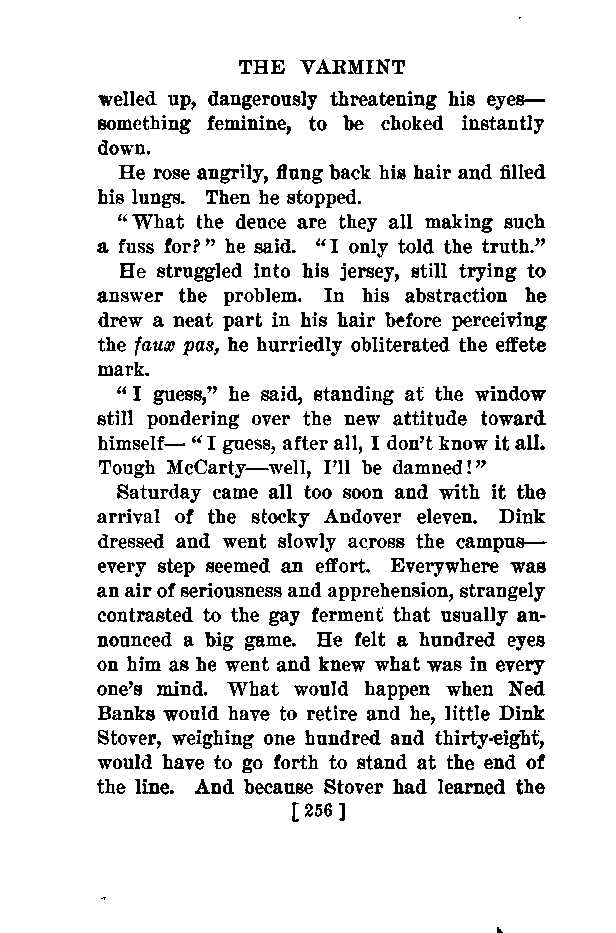 THE VARMINT
welled up, dangerously threatening his eyes—
something feminine, to be choked instantly
down.
He rose angrily, flung back his hair and filled
his lungs. Then he stopped.
"What the deuce are they all making such
a fuss for?" he said. "I only told the truth."
He struggled into his jersey, still trying to
answer the problem. In his abstraction he
drew a neat part in his hair before perceiving
the faux pas, he hurriedly obliterated the effete
mark.
"I guess," he said, standing at the window
still pondering over the new attitude toward
himself—"I guess, after all, I don't know it all.
Tough McCarty—well, I'll be damned!"
Saturday came all too soon and with it the
arrival of the stocky Andover eleven. Dink
dressed and went slowly across the campus—
every step seemed an effort. Everywhere was
an air of seriousness and apprehension, strangely
contrasted to the gay ferment that usually an-
nounced a big game. He felt a hundred eyes
on him as he went and knew what was in every
one's mind. What would happen when Ned
Banks would have to retire and he, little Dink
Stover, weighing one hundred and thirty-eight,
would have to go forth to stand at the end of
the line. And because Stover had learned the
[256]